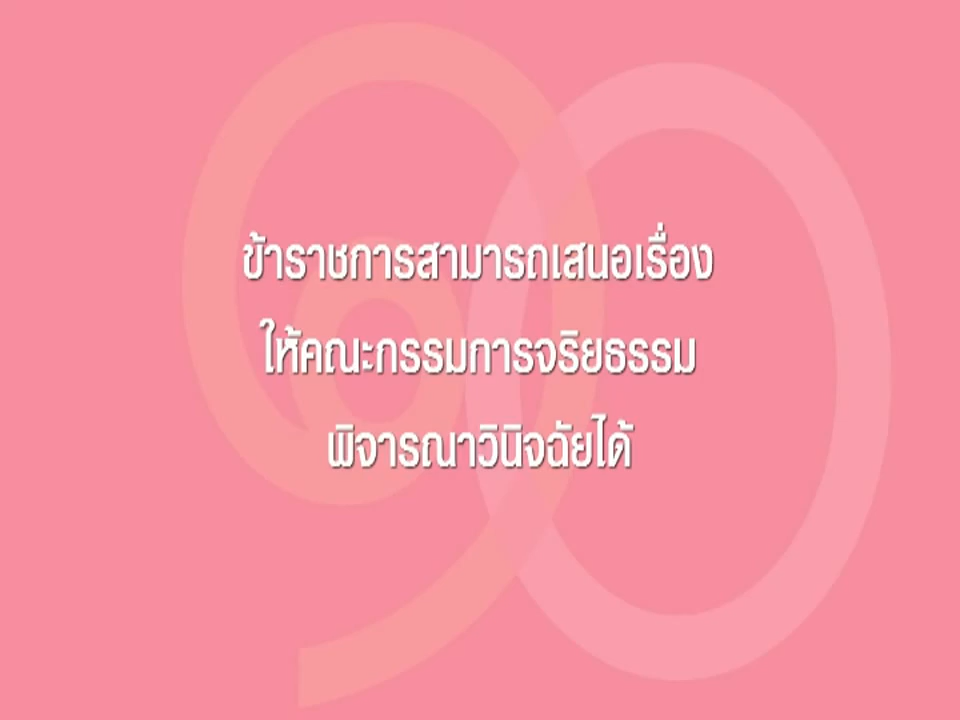 ข้าราชการสามารถเสนอเรื่อง
ให้คณะกรรมการจริยธรรม
พิจารณาวินิจฉัยได้